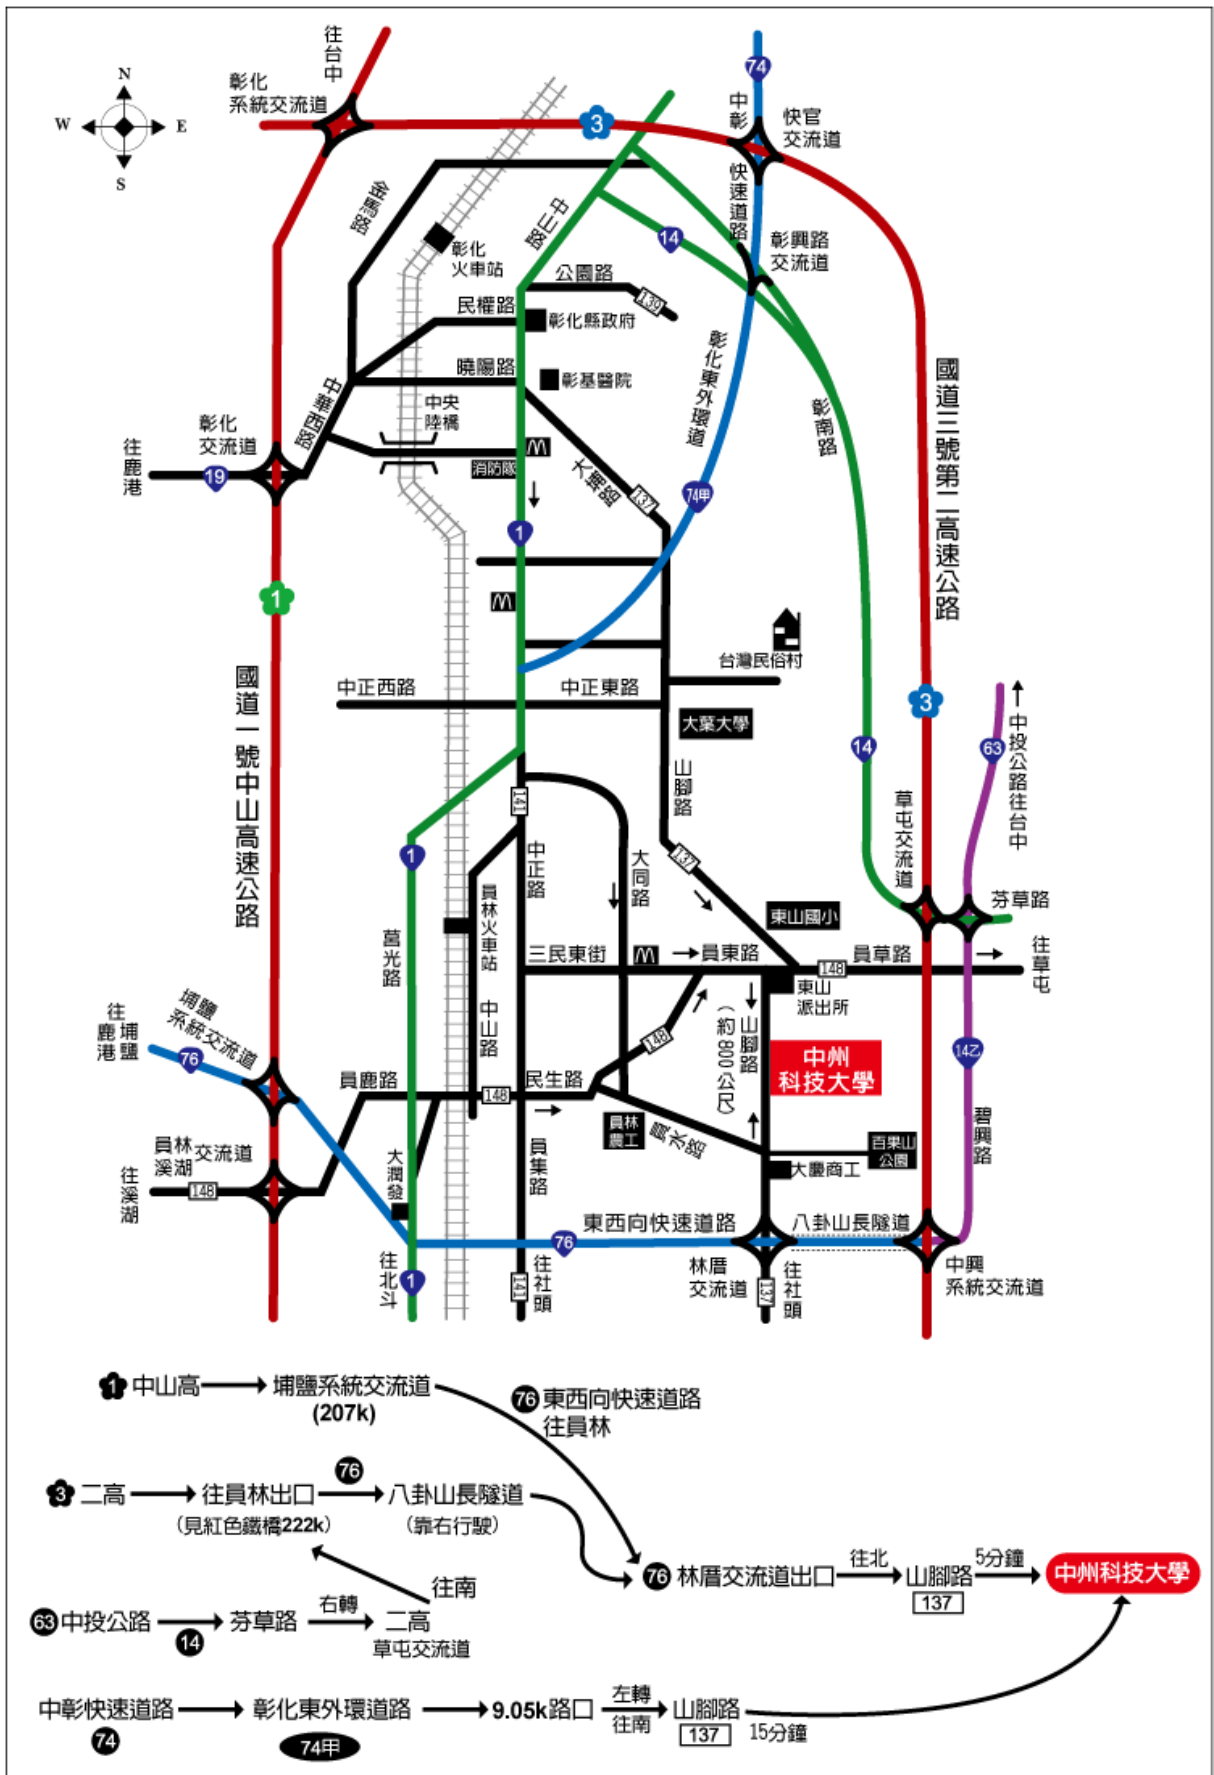 往台中
N
W
E
S
彰化
系統交流道
3
74
中彰
快速道路
快官
交流道
金馬路
中山路
14
彰興路
交流道
彰化
火車站
公園路
139
民權路
彰化縣政府
曉陽路
彰基醫院
彰化東外環道
彰南路
國道三號第二高速公路
中華西路
中央
陸橋
彰化
交流道
往鹿港
19
消防隊
大埔路
137
74甲
1
1
台灣民俗村
國道一號中山高速公路
中正西路
中正東路
大葉大學
3
63
中投公路往台中
14
山腳路
141
草屯交流道
1
中正路
大同路
137
員林火車站
東山國小
芬草路
莒光路
三民東街
員東路
148
員草路
往草屯
東山
派出所
埔鹽
系統交流道
往鹿港
埔鹽
76
中山路
148
山腳路
(約800公尺)
中州
科技大學
14乙
員鹿路
148
民生路
員林
農工
員水路
碧興路
百果山
公園
員林
溪湖
交流道
往溪湖
148
大潤發
員集路
大慶商工
東西向快速道路
八卦山長隧道
76
往北斗
1
往社頭
141
林厝
交流道
137
往社頭
中興
系統交流道
1 中山高
埔鹽系統交流道
(207k)
76 東西向快速道路
往員林
3 二高
往員林出口
(見紅色鐵橋222k)
76
八卦山長隧道
(靠右行駛)
76 林厝交流道出口
往北
山腳路
137
5分鐘
中州科技大學
往南
63 中投公路
14
芬草路
右轉
二高
草屯交流道
中彰快速道路
74
彰化東外環道路
74甲
9.05k路口
左轉
往南
山腳路
137
15分鐘